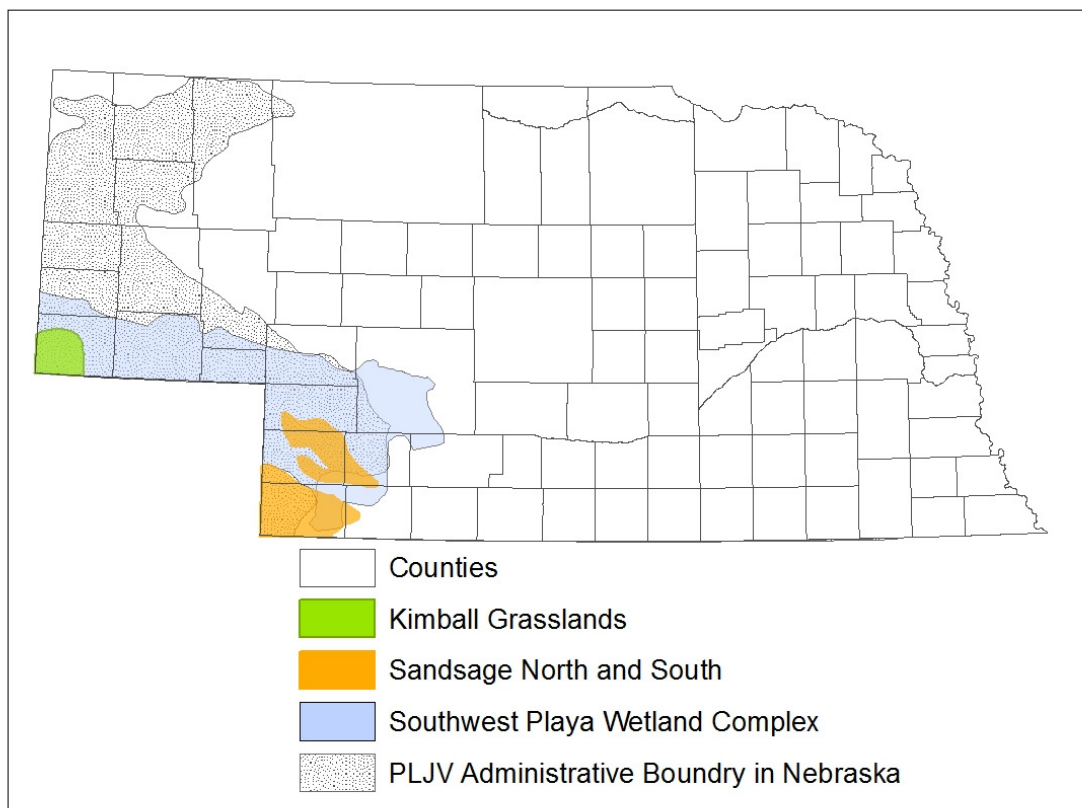 Counties
Kimball Grasslands
Sandsage North and South
Southwest Playa Wetland Complex
PLJV Administrative Boundry in Nebraska